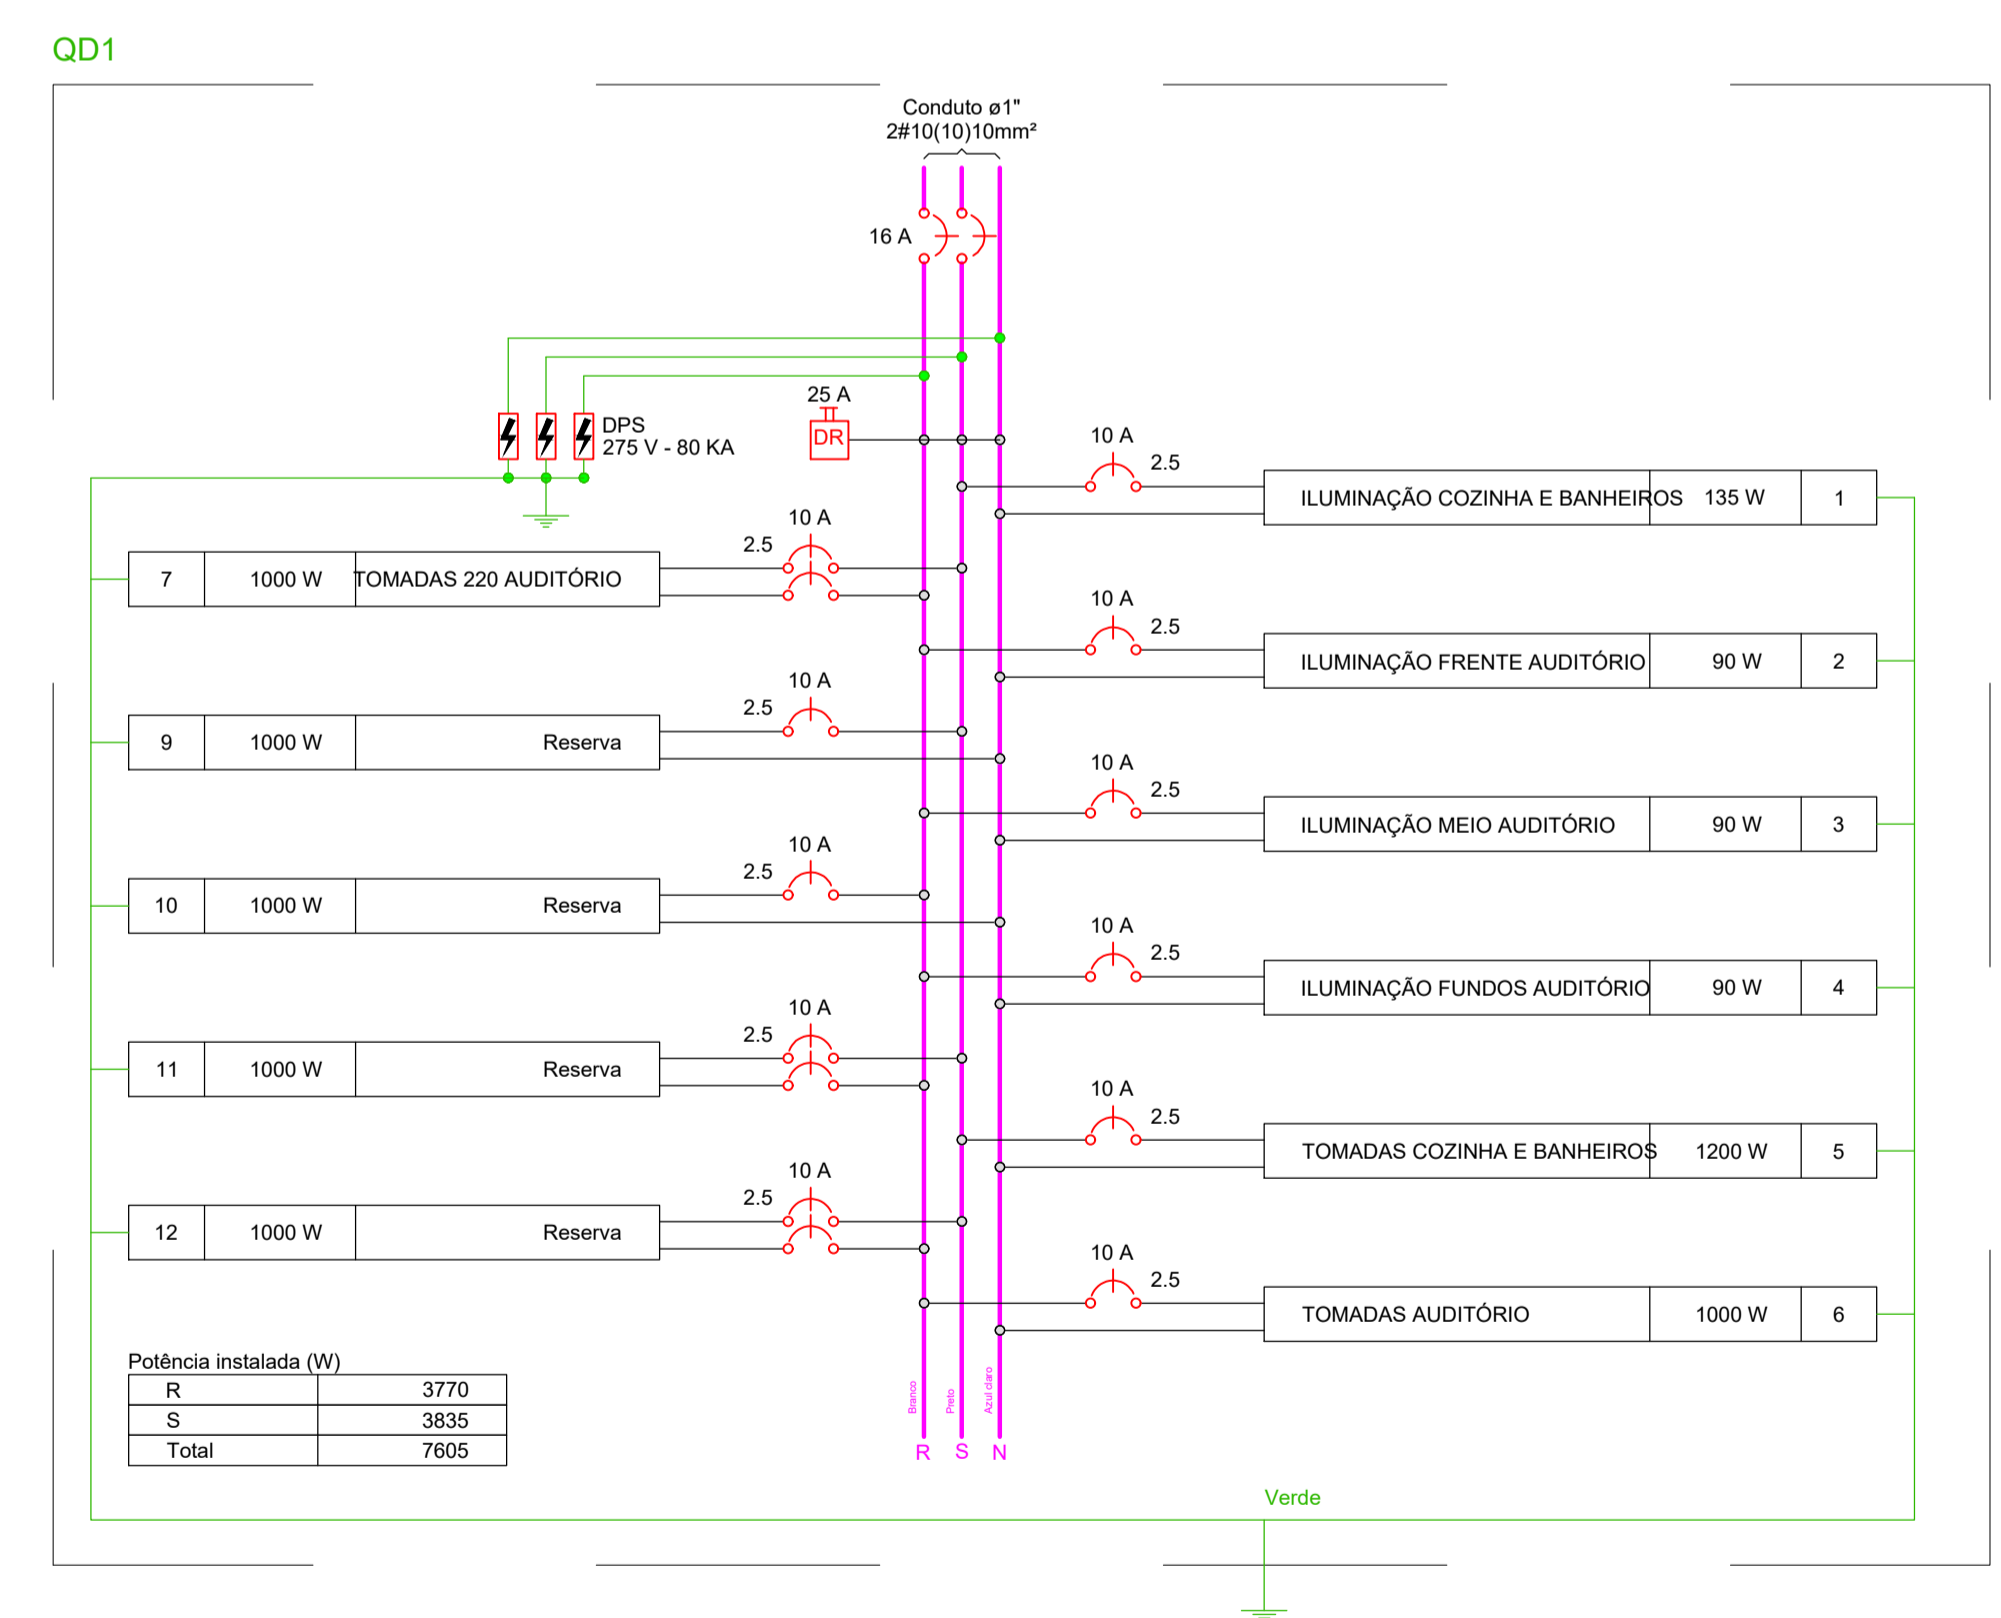 QD1
Conduto ø1"
2#10(10)10mm²
16 A
DPS
275 V - 80 KA
25 A
DR
10 A
2.5
ILUMINAÇÃO COZINHA E BANHEIROS 135 W 1
10 A
2.5
7 1000 W TOMADAS 220 AUDITÓRIO
10 A
2.5
ILUMINAÇÃO FRENTE AUDITÓRIO 90 W 2
10 A
2.5
9 1000 W Reserva
10 A
2.5
ILUMINAÇÃO MEIO AUDITÓRIO 90 W 3
10 A
2.5
10 1000 W Reserva
10 A
2.5
ILUMINAÇÃO FUNDOS AUDITÓRIO 90 W 4
10 A
2.5
11 1000 W Reserva
10 A
2.5
TOMADAS COZINHA E BANHEIROS 1200 W 5
10 A
2.5
12 1000 W Reserva
10 A
2.5
TOMADAS AUDITÓRIO 1000 W 6
Potência instalada (W)
R 3770
S 3835
Total 7605
Branco
Preto
Azul claro
R S N
Verde